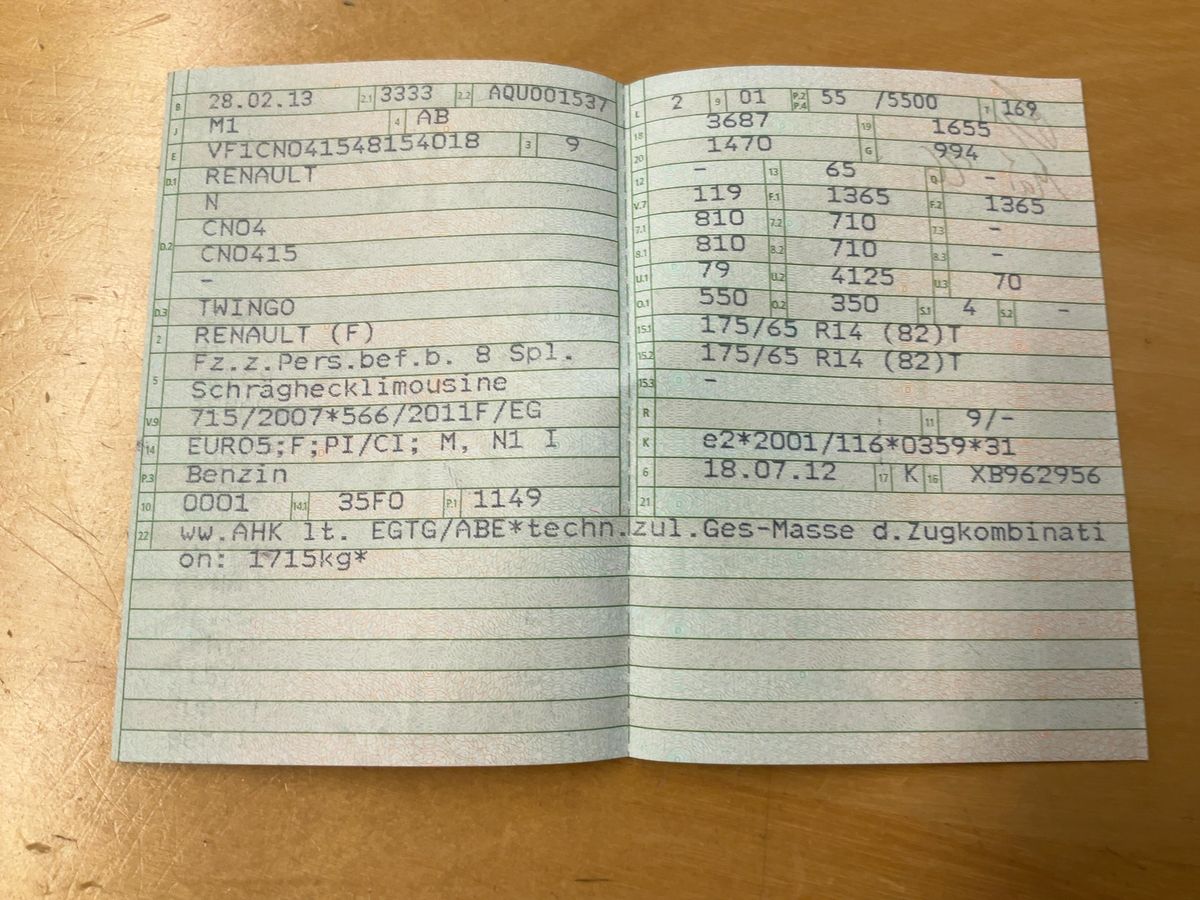 B 28.02.13 2.1 3333 2.2 AQU001537
J M1 4 AB
E VF1CN041548154018 3 9
D.1 RENAULT
N
D.2 CN04
CN0415
–
D.3 TWINGO
2 RENAULT (F)
5 Fz.z.Pers.bef.b. 8 Spl.
Schräghecklimousine
V.9 715/2007*566/2011F/EG
14 EURO5;F;PI/CI; M, N1 I
P.3 Benzin
10 0001 14.1 35F0 P.1 1149
L 2 9 01 P.2 P.4 55 /5500 T 169
18 3687 19 1655
20 1470 G 994
12 – 13 65 Q –
V.7 119 F.1 1365 F.2 1365
7.1 810 7.2 710 7.3 –
8.1 810 8.2 710 8.3 –
U.1 79 U.2 4125 U.3 70
O.1 550 O.2 350 S.1 4 S.2 –
15.1 175/65 R14 (82)T
15.2 175/65 R14 (82)T
15.3 –
R 11 9/–
K e2*2001/116*0359*31
6 18.07.12 17 K 16 XB962956
21
22 ww.AHK lt. EGTG/ABE*techn.zul.Ges-Masse d.Zugkombinati
on: 1715kg*